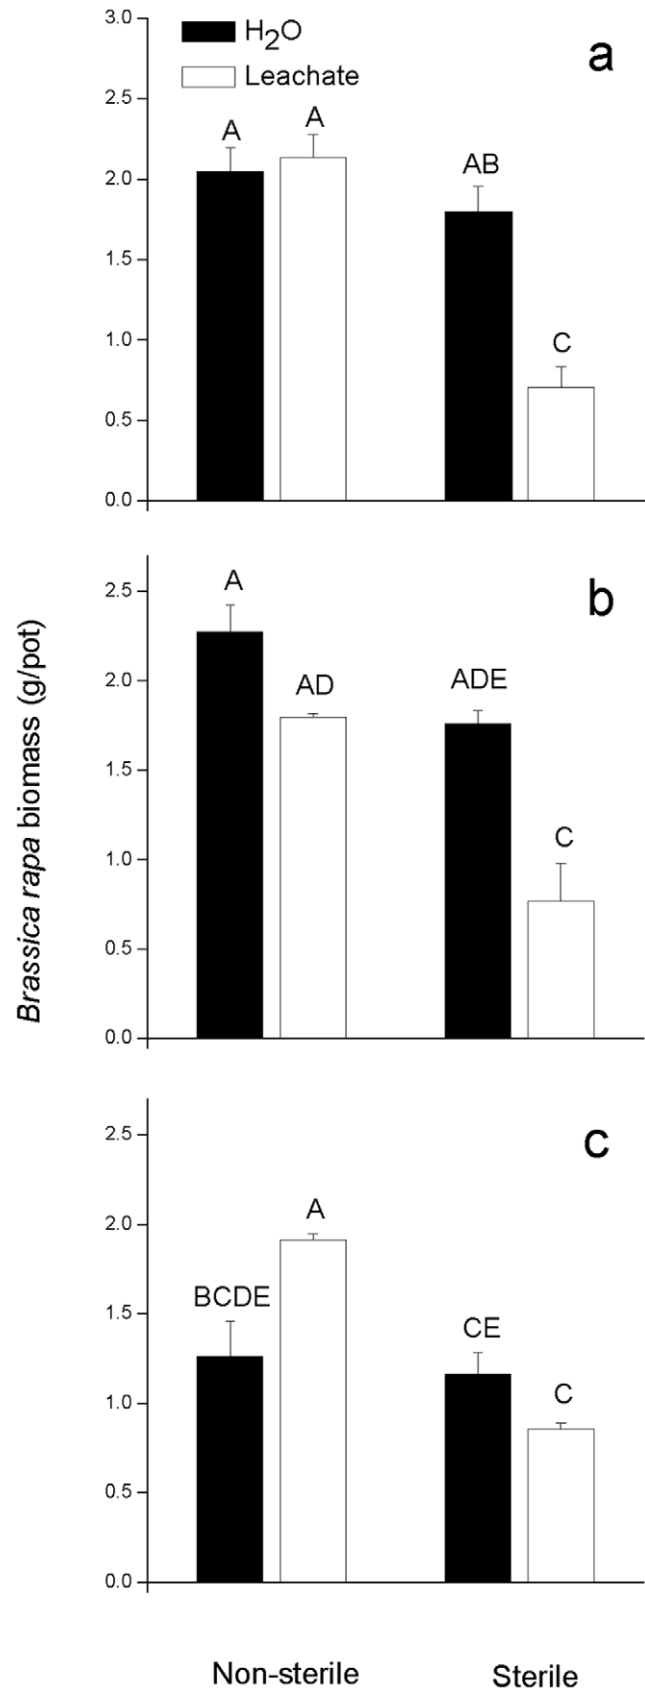 Brassica rapa biomass (g/pot)
H₂O
Leachate
a
3.0
2.5
2.0
1.5
1.0
0.5
0.0
A
A
AB
C
b
2.5
2.0
1.5
1.0
0.5
0.0
A
AD
ADE
C
c
2.5
2.0
1.5
1.0
0.5
0.0
BCDE
A
CE
C
Non-sterile
Sterile